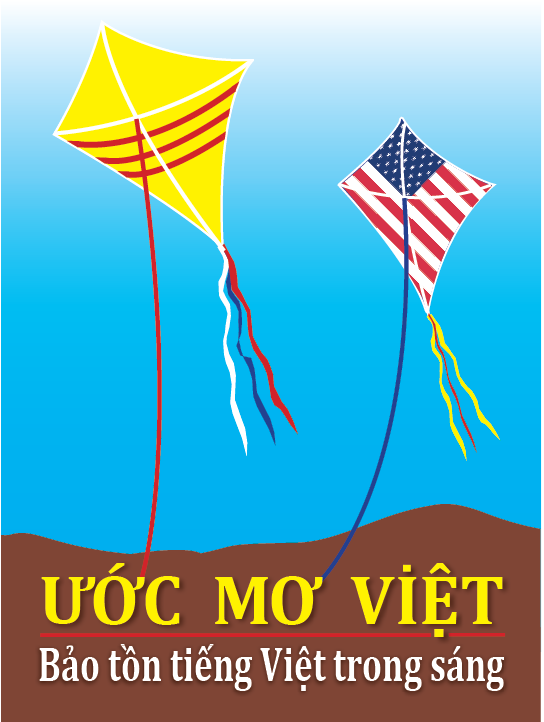 ƯỚC MƠ VIỆT
Bảo tồn tiếng Việt trong sáng